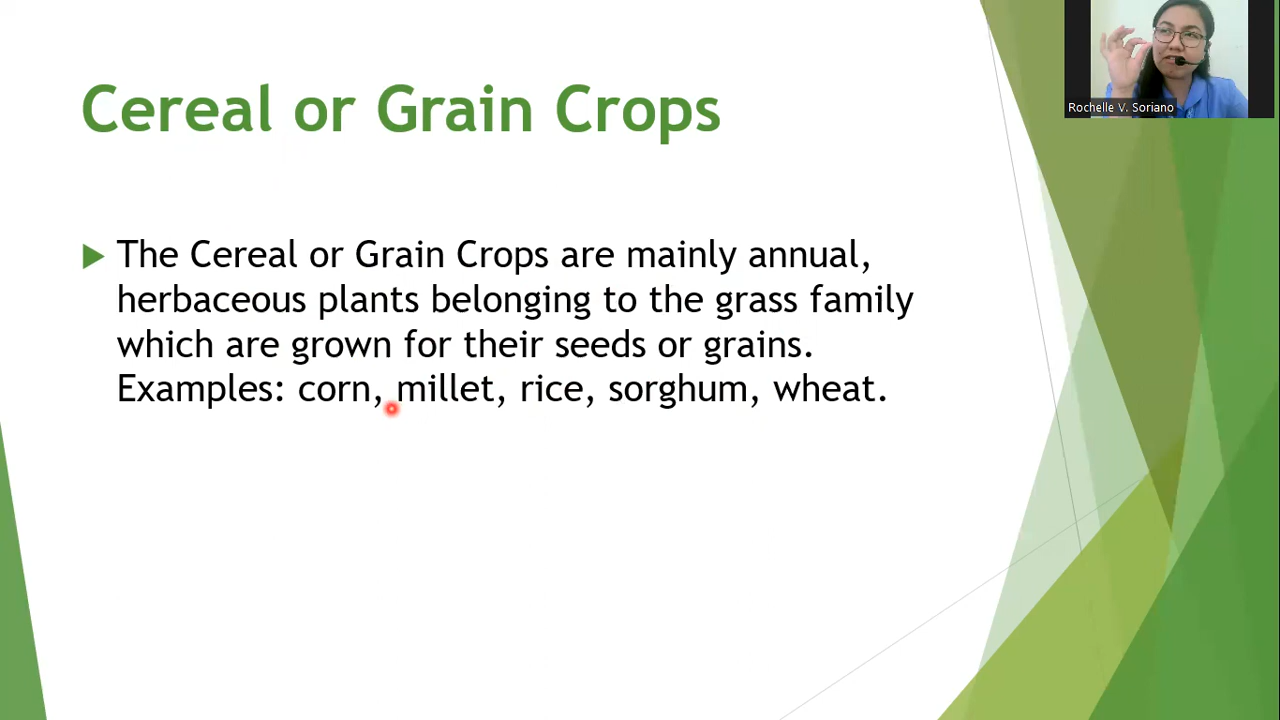 Cereal or Grain Crops
Rochelle V. Soriano
The Cereal or Grain Crops are mainly annual,
herbaceous plants belonging to the grass family
which are grown for their seeds or grains.
Examples: corn, millet, rice, sorghum, wheat.